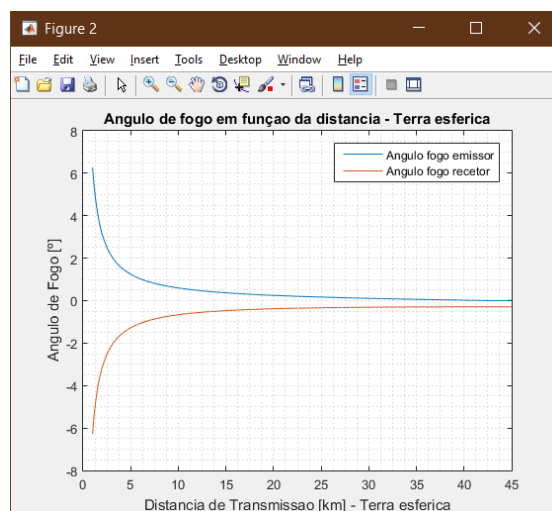 Figure 2
File Edit View Insert Tools Desktop Window Help
Angulo de fogo em funçao da distancia - Terra esferica
Angulo fogo emissor
Angulo fogo recetor
Angulo de Fogo [º]
8
6
4
2
0
-2
-4
-6
-8
0 5 10 15 20 25 30 35 40 45
Distancia de Transmissao [km] - Terra esferica